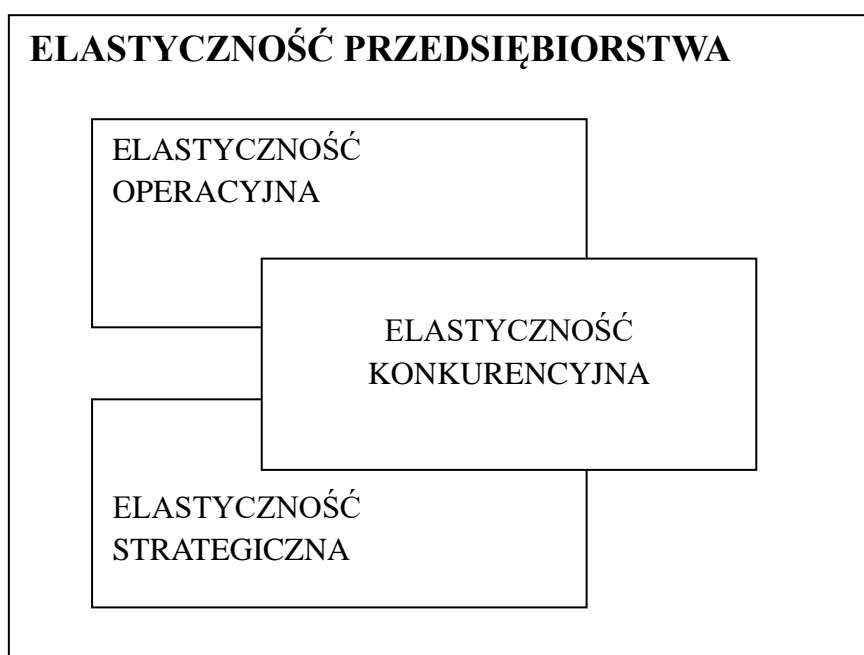 ELASTYCZNOŚĆ PRZEDSIĘBIORSTWA
ELASTYCZNOŚĆ
OPERACYJNA
ELASTYCZNOŚĆ
KONKURENCYJNA
ELASTYCZNOŚĆ
STRATEGICZNA